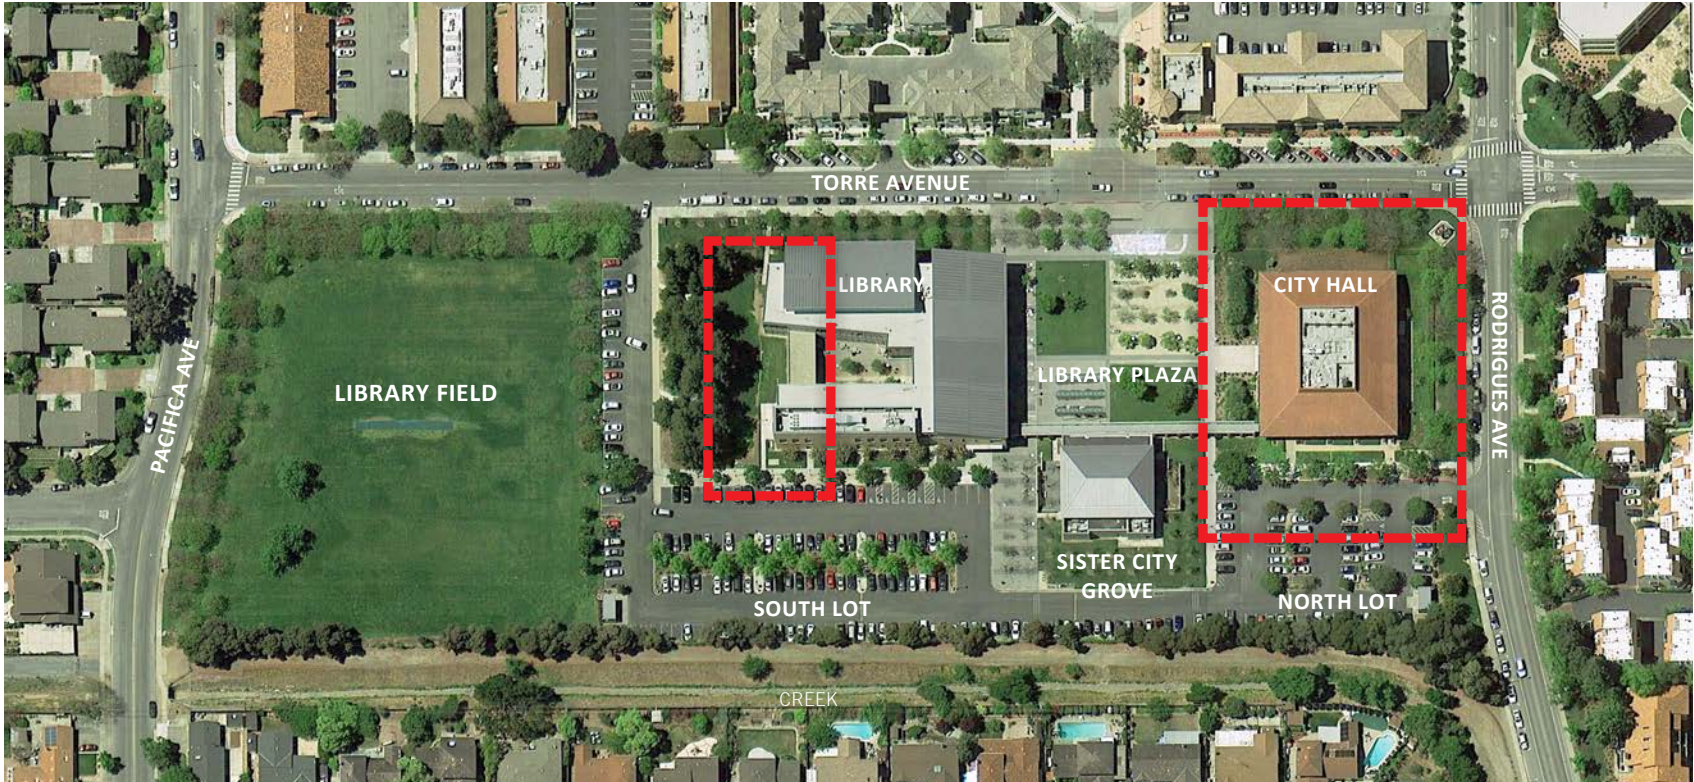 TORRE AVENUE
LIBRARY
CITY HALL
LIBRARY FIELD
LIBRARY PLAZA
PACIFICA AVE
RODRIGUES AVE
SISTER CITY
GROVE
SOUTH LOT
NORTH LOT
CREEK